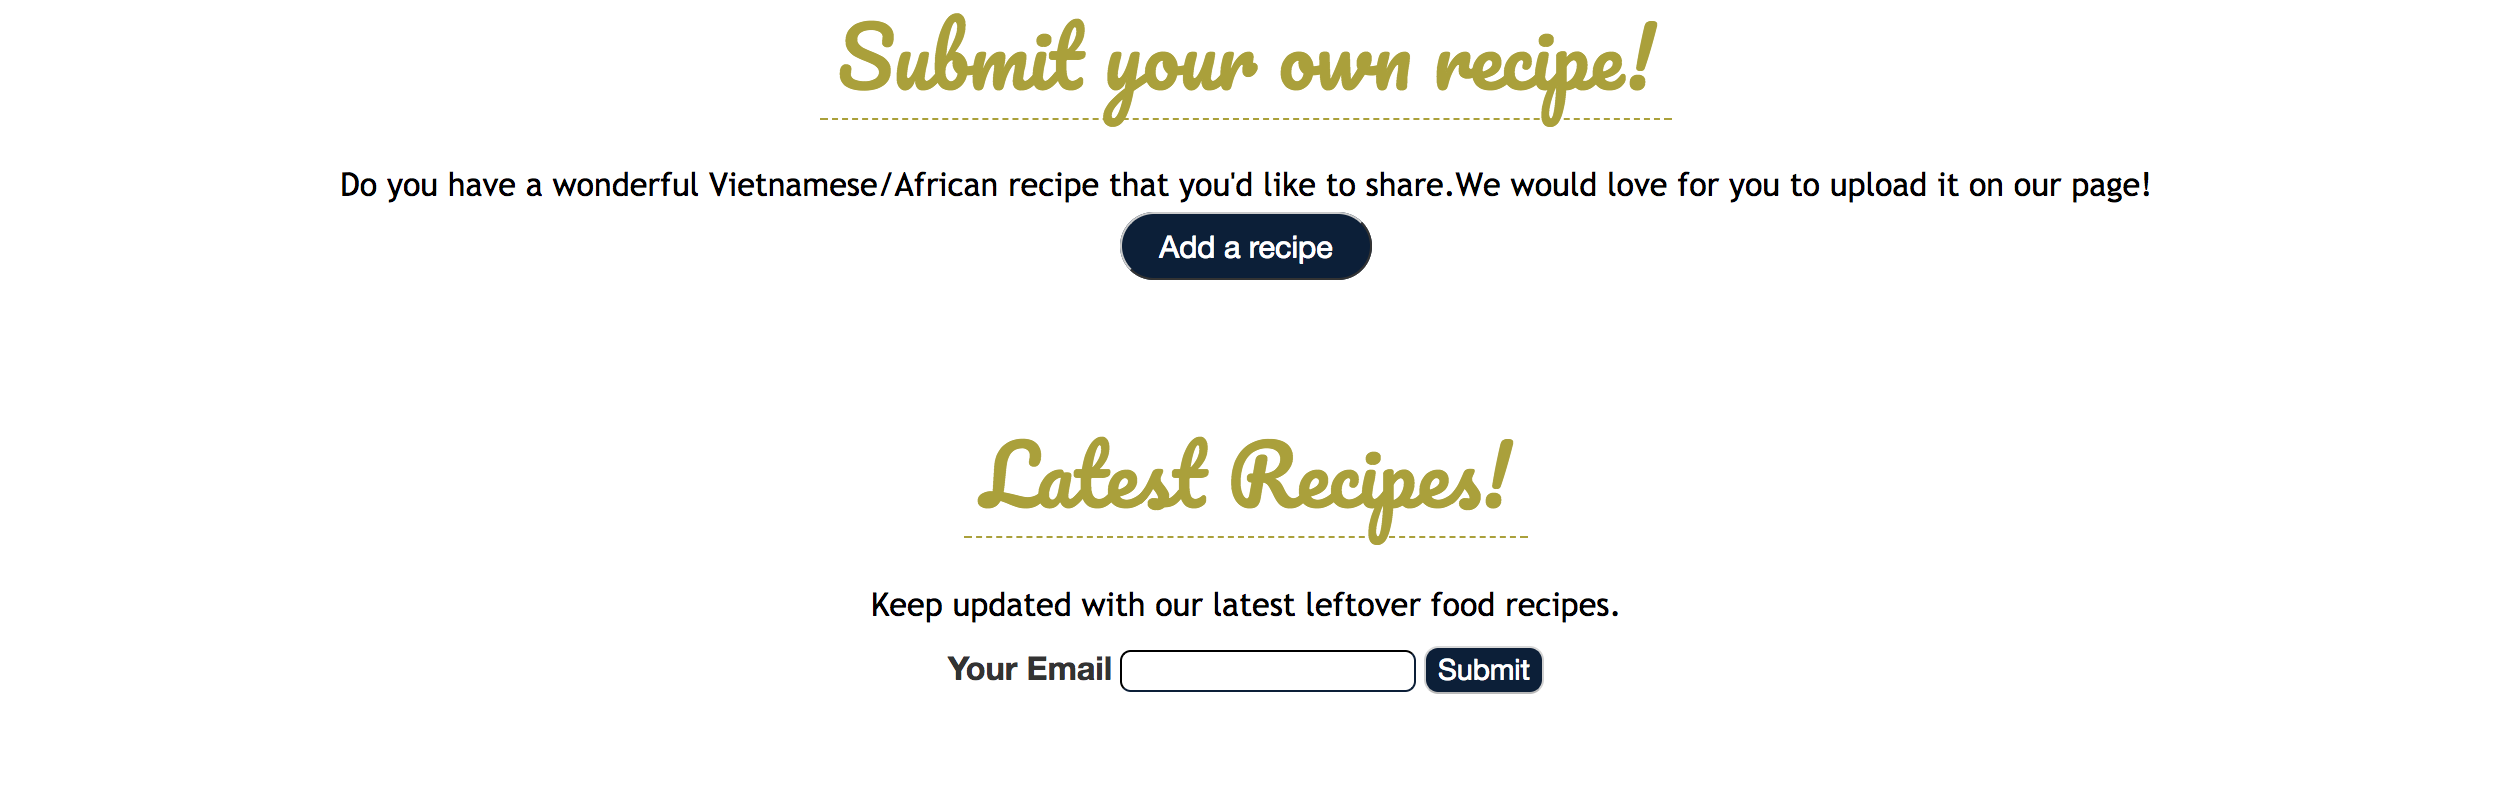 Submit your own recipe!
Do you have a wonderful Vietnamese/African recipe that you'd like to share.We would love for you to upload it on our page!
Add a recipe
Latest Recipes!
Keep updated with our latest leftover food recipes.
Your Email Submit